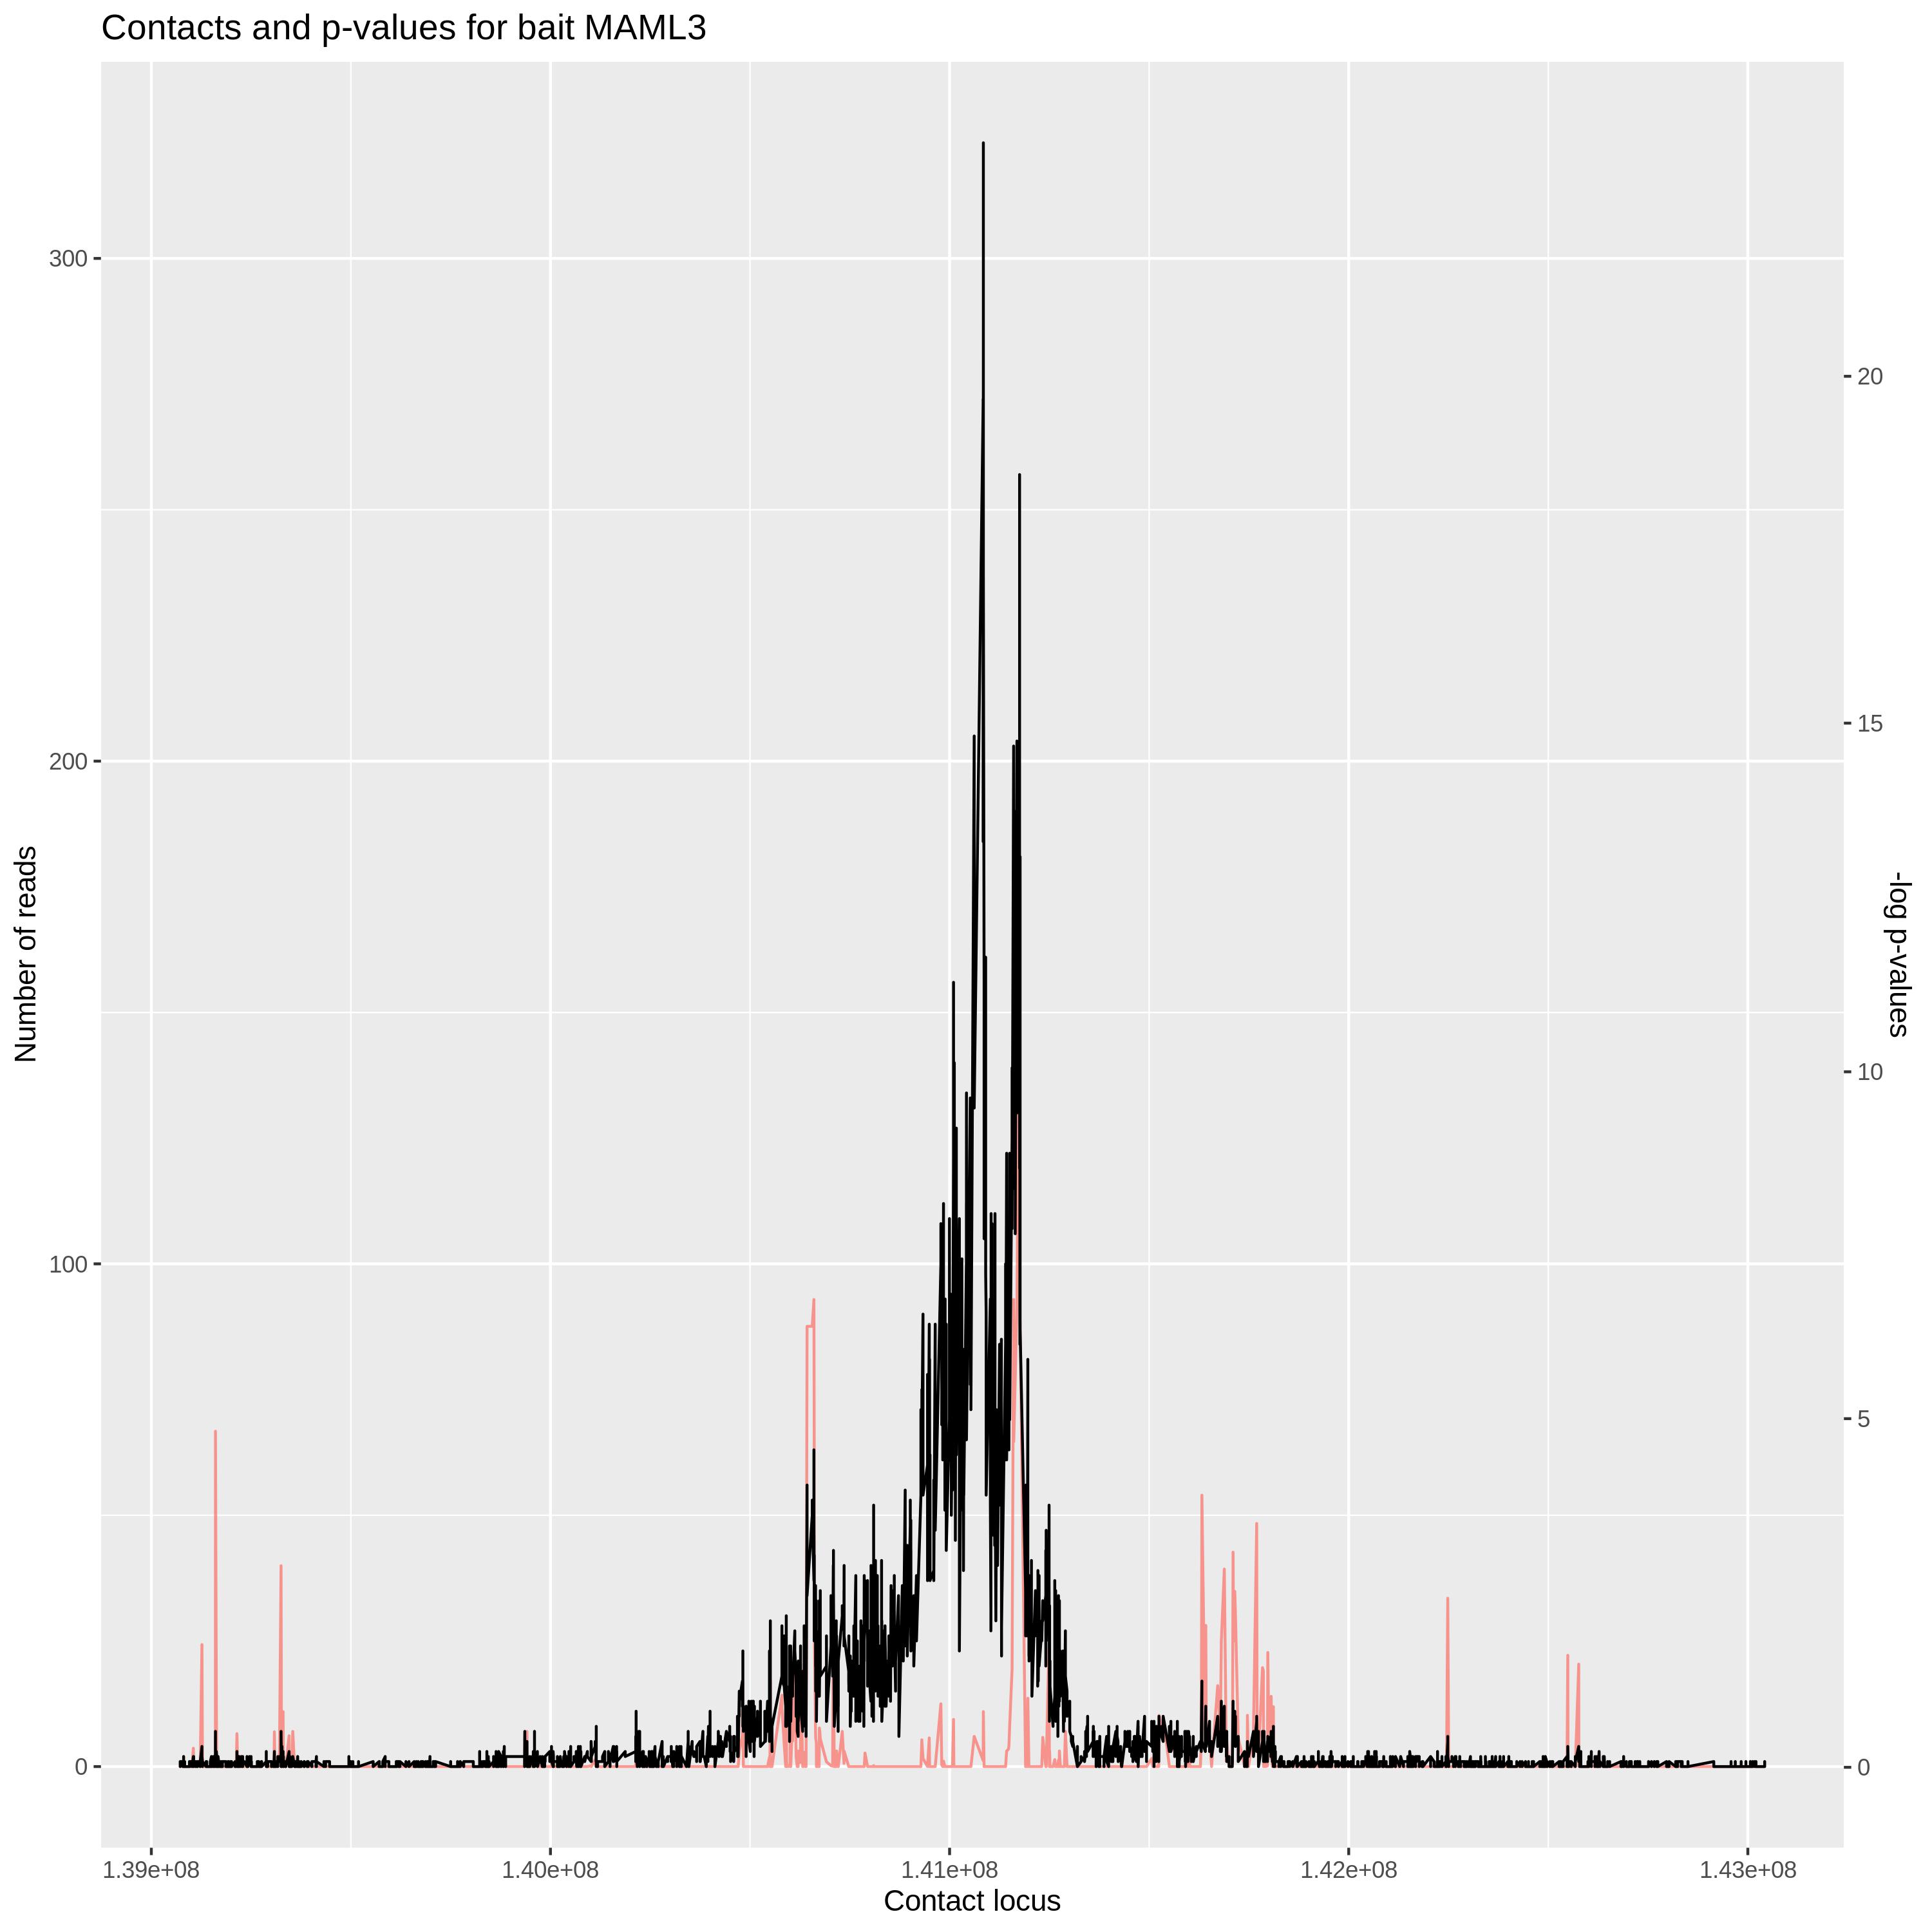 Contacts and p-values for bait MAML3
300
200
100
0
Number of reads
20
15
10
5
0
-log p-values
1.39e+08
1.40e+08
1.41e+08
1.42e+08
1.43e+08
Contact locus